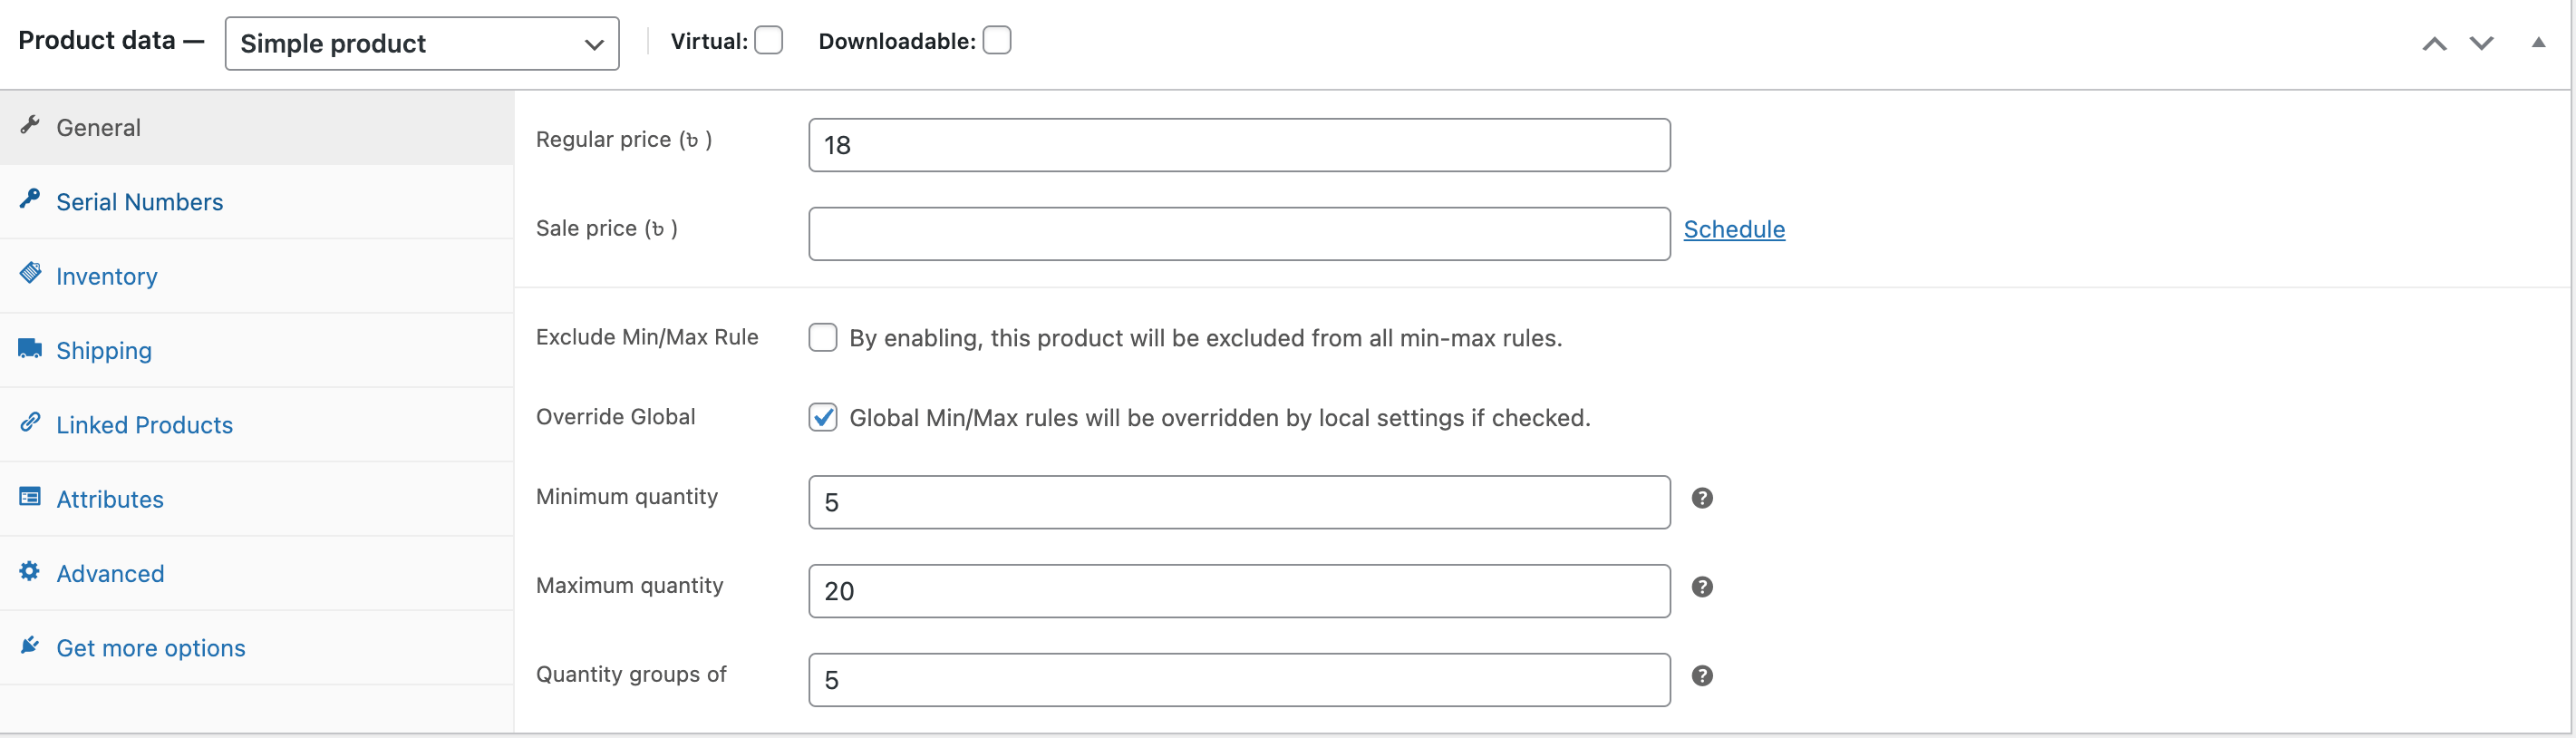 Product data — Simple product Virtual: Downloadable:
General
Serial Numbers
Inventory
Shipping
Linked Products
Attributes
Advanced
Get more options
Regular price (৳ ) 18
Sale price (৳ ) Schedule
Exclude Min/Max Rule By enabling, this product will be excluded from all min-max rules.
Override Global Global Min/Max rules will be overridden by local settings if checked.
Minimum quantity 5 ?
Maximum quantity 20 ?
Quantity groups of 5 ?